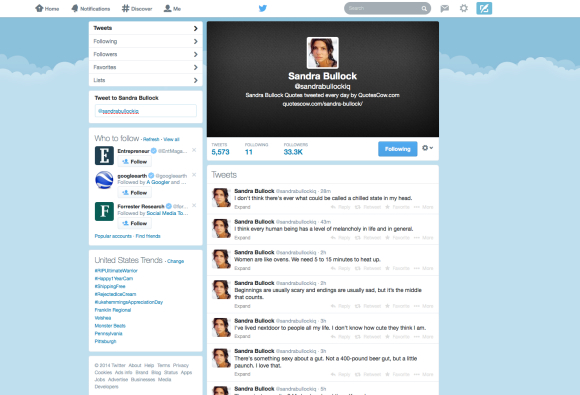 Home
Notifications
Discover
Me
Search
Tweets
Following
Followers
Favorites
Lists
Tweet to Sandra Bullock
@sandrabullockiq
Who to follow · Refresh · View all
Entrepreneur @EntMaga...
Follow
googleearth @googleearth
Followed by A Googler and ...
Follow
Forrester Research @for...
Followed by Social Media To...
Follow
Popular accounts · Find friends
United States Trends · Change
#RIPUltimateWarrior
#Happy1YearCam
#ShippingFree
#RejectedIceCream
#lukehemmingsAppreciationDay
Franklin Regional
Wishes
Monster Beats
Pennsylvania
Pittsburgh
© 2014 Twitter About Help Terms Privacy
Cookies Ads info Brand Blog Status Apps
Jobs Advertise Businesses Media
Developers
Sandra Bullock
@sandrabullockiq
Sandra Bullock Quotes tweeted every day by QuotesCow.com
quotescow.com/sandra-bullock/
TWEETS
5,573
FOLLOWING
11
FOLLOWERS
33.3K
Following
Tweets
Sandra Bullock @sandrabullockiq
I don't think there's ever what could be called a chilled state in my head.
Expand
Reply Retweet Favorite More
Sandra Bullock @sandrabullockiq · 43m
I think every human being has a level of melancholy in life and in general.
Expand
Reply Retweet Favorite More
Sandra Bullock @sandrabullockiq
Women are like ovens. We need 5 to 15 minutes to heat up.
Expand
Reply Retweet Favorite More
Sandra Bullock @sandrabullockiq · 2h
Beginnings are usually scary and endings are usually sad, but it's the middle
that counts.
Expand
Reply Retweet Favorite More
Sandra Bullock @sandrabullockiq · 3h
I've lived nextdoor to people all my life. I don't know how cute they think I am.
Expand
Reply Retweet Favorite More
Sandra Bullock @sandrabullockiq · 3h
There's something sexy about a gut. Not a 400-pound beer gut, but a little
paunch. I love that.
Expand
Reply Retweet Favorite More
Sandra Bullock @sandrabullockiq · 5h